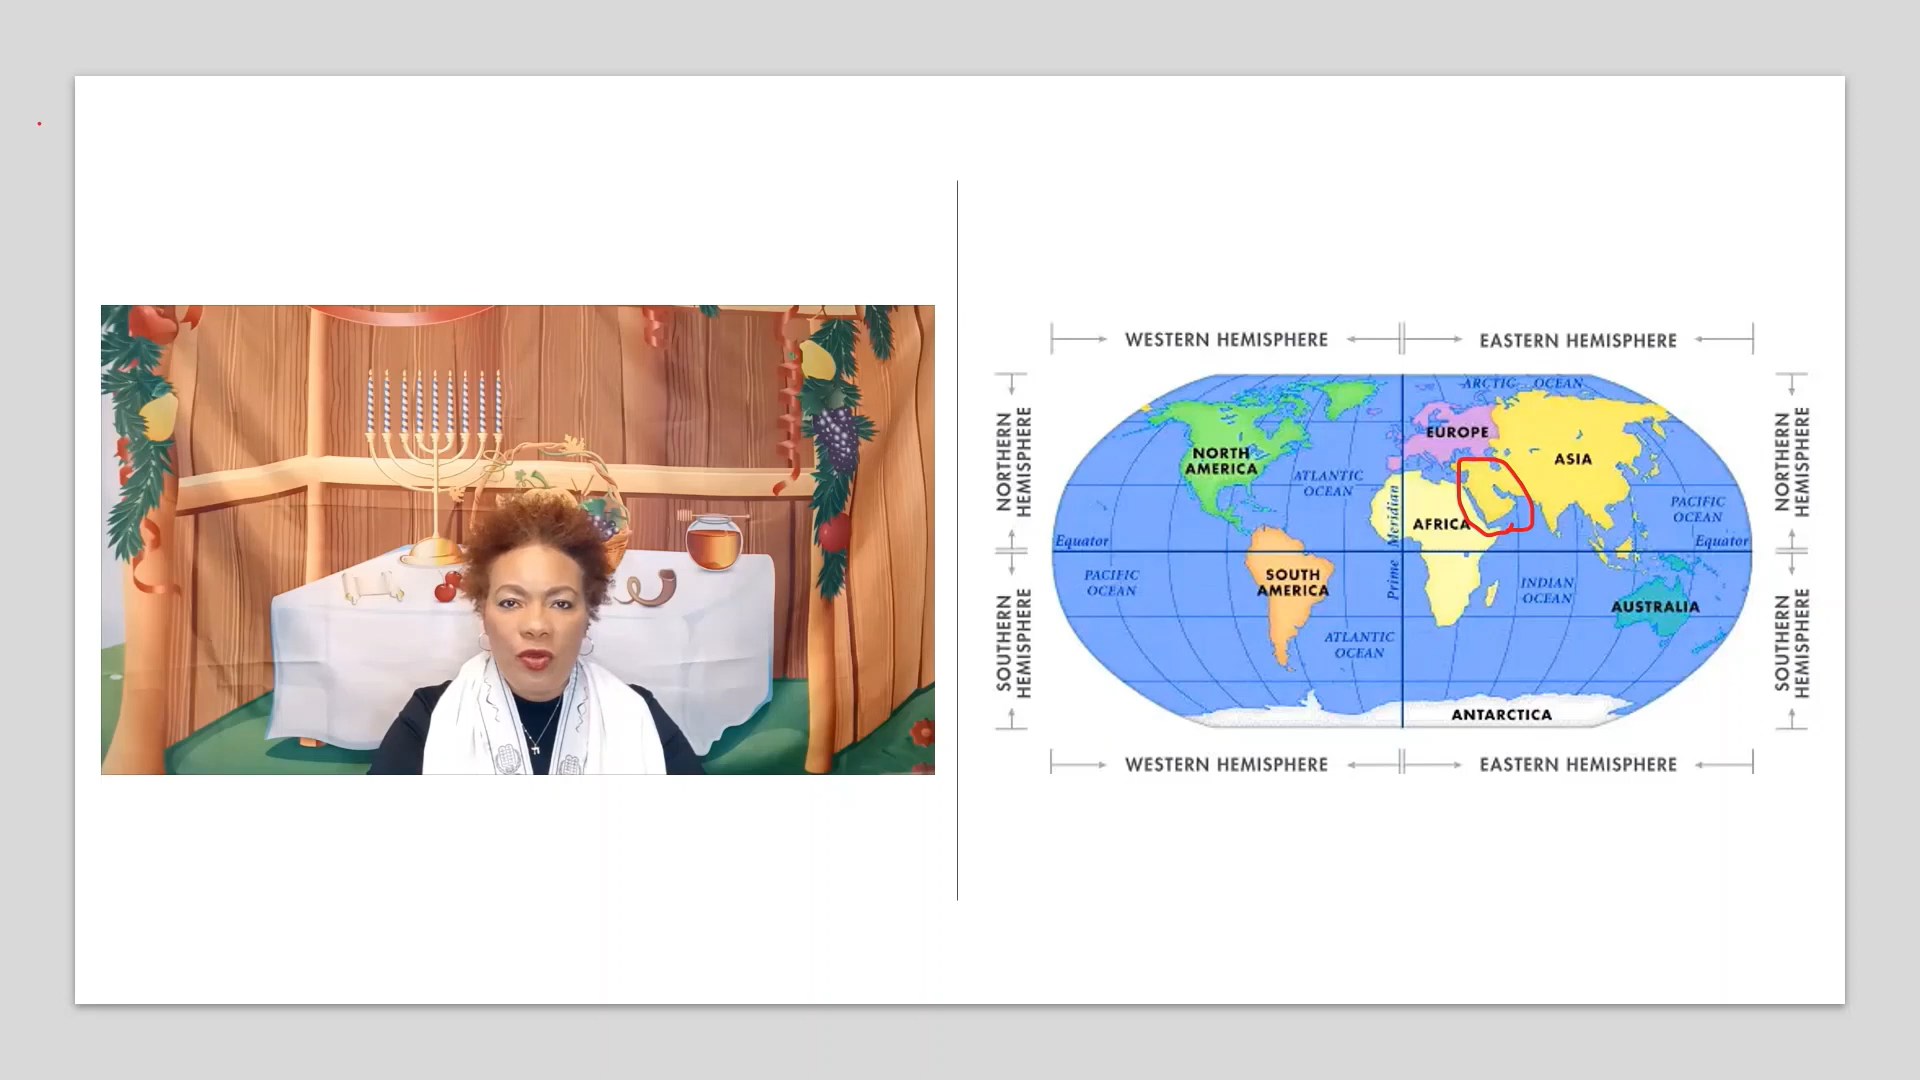 WESTERN HEMISPHERE
EASTERN HEMISPHERE
NORTHERN
HEMISPHERE
SOUTHERN
HEMISPHERE
ARCTIC OCEAN
EUROPE
ASIA
NORTH
AMERICA
ATLANTIC
OCEAN
PACIFIC
OCEAN
AFRICA
Prime Meridian
Equator
Equator
PACIFIC
OCEAN
SOUTH
AMERICA
INDIAN
OCEAN
AUSTRALIA
ATLANTIC
OCEAN
ANTARCTICA
NORTHERN
HEMISPHERE
SOUTHERN
HEMISPHERE
WESTERN HEMISPHERE
EASTERN HEMISPHERE